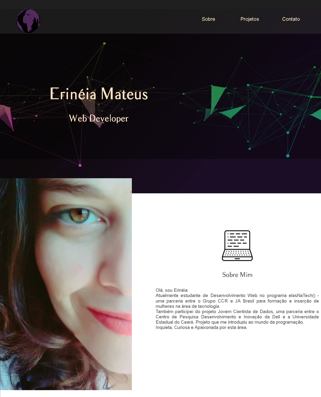 Sobre Projetos Contato
Erinéia Mateus
Web Developer
Sobre Mim
Olá, sou Erinéia
Atualmente estudante de Desenvolvimento Web no programa elasNaTech() -
uma parceria entre o Grupo CCR e JA Brasil para formação e inserção de
mulheres na área de tecnologia.
Também participei do projeto Jovem Cientista de Dados, uma parceria entre o
Centro de Pesquisa Desenvolvimento e Inovação da Dell e a Universidade
Estadual do Ceará. Projeto que me introduziu ao mundo da programação.
Inquieta, Curiosa e Apaixonada por esta área.